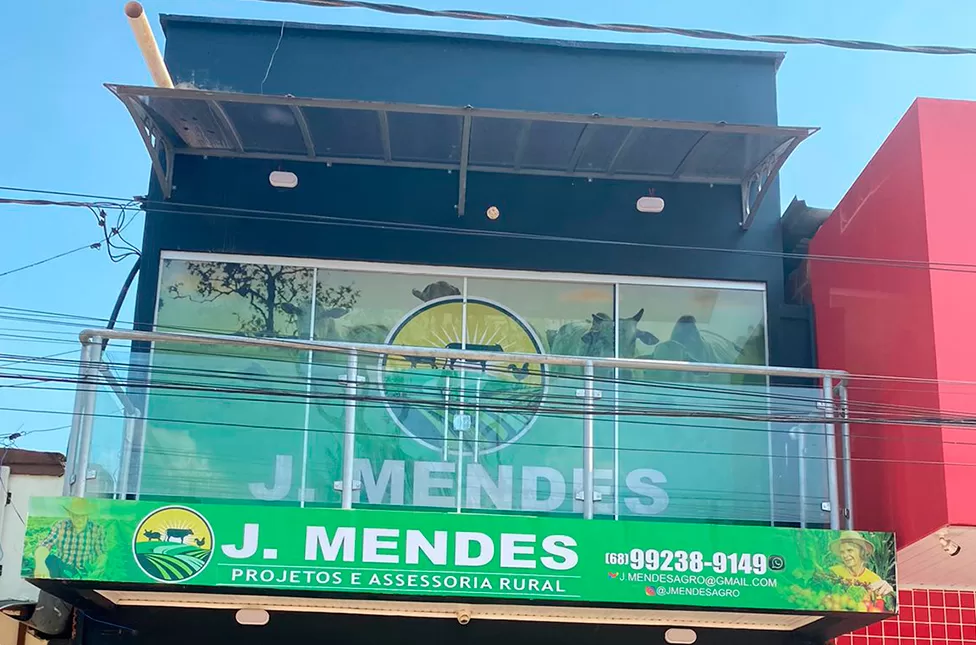 J. MENDES
J. MENDES
PROJETOS E ASSESSORIA RURAL
(68) 99238-9149
J.MENDESAGRO@GMAIL.COM
@JMENDESAGRO